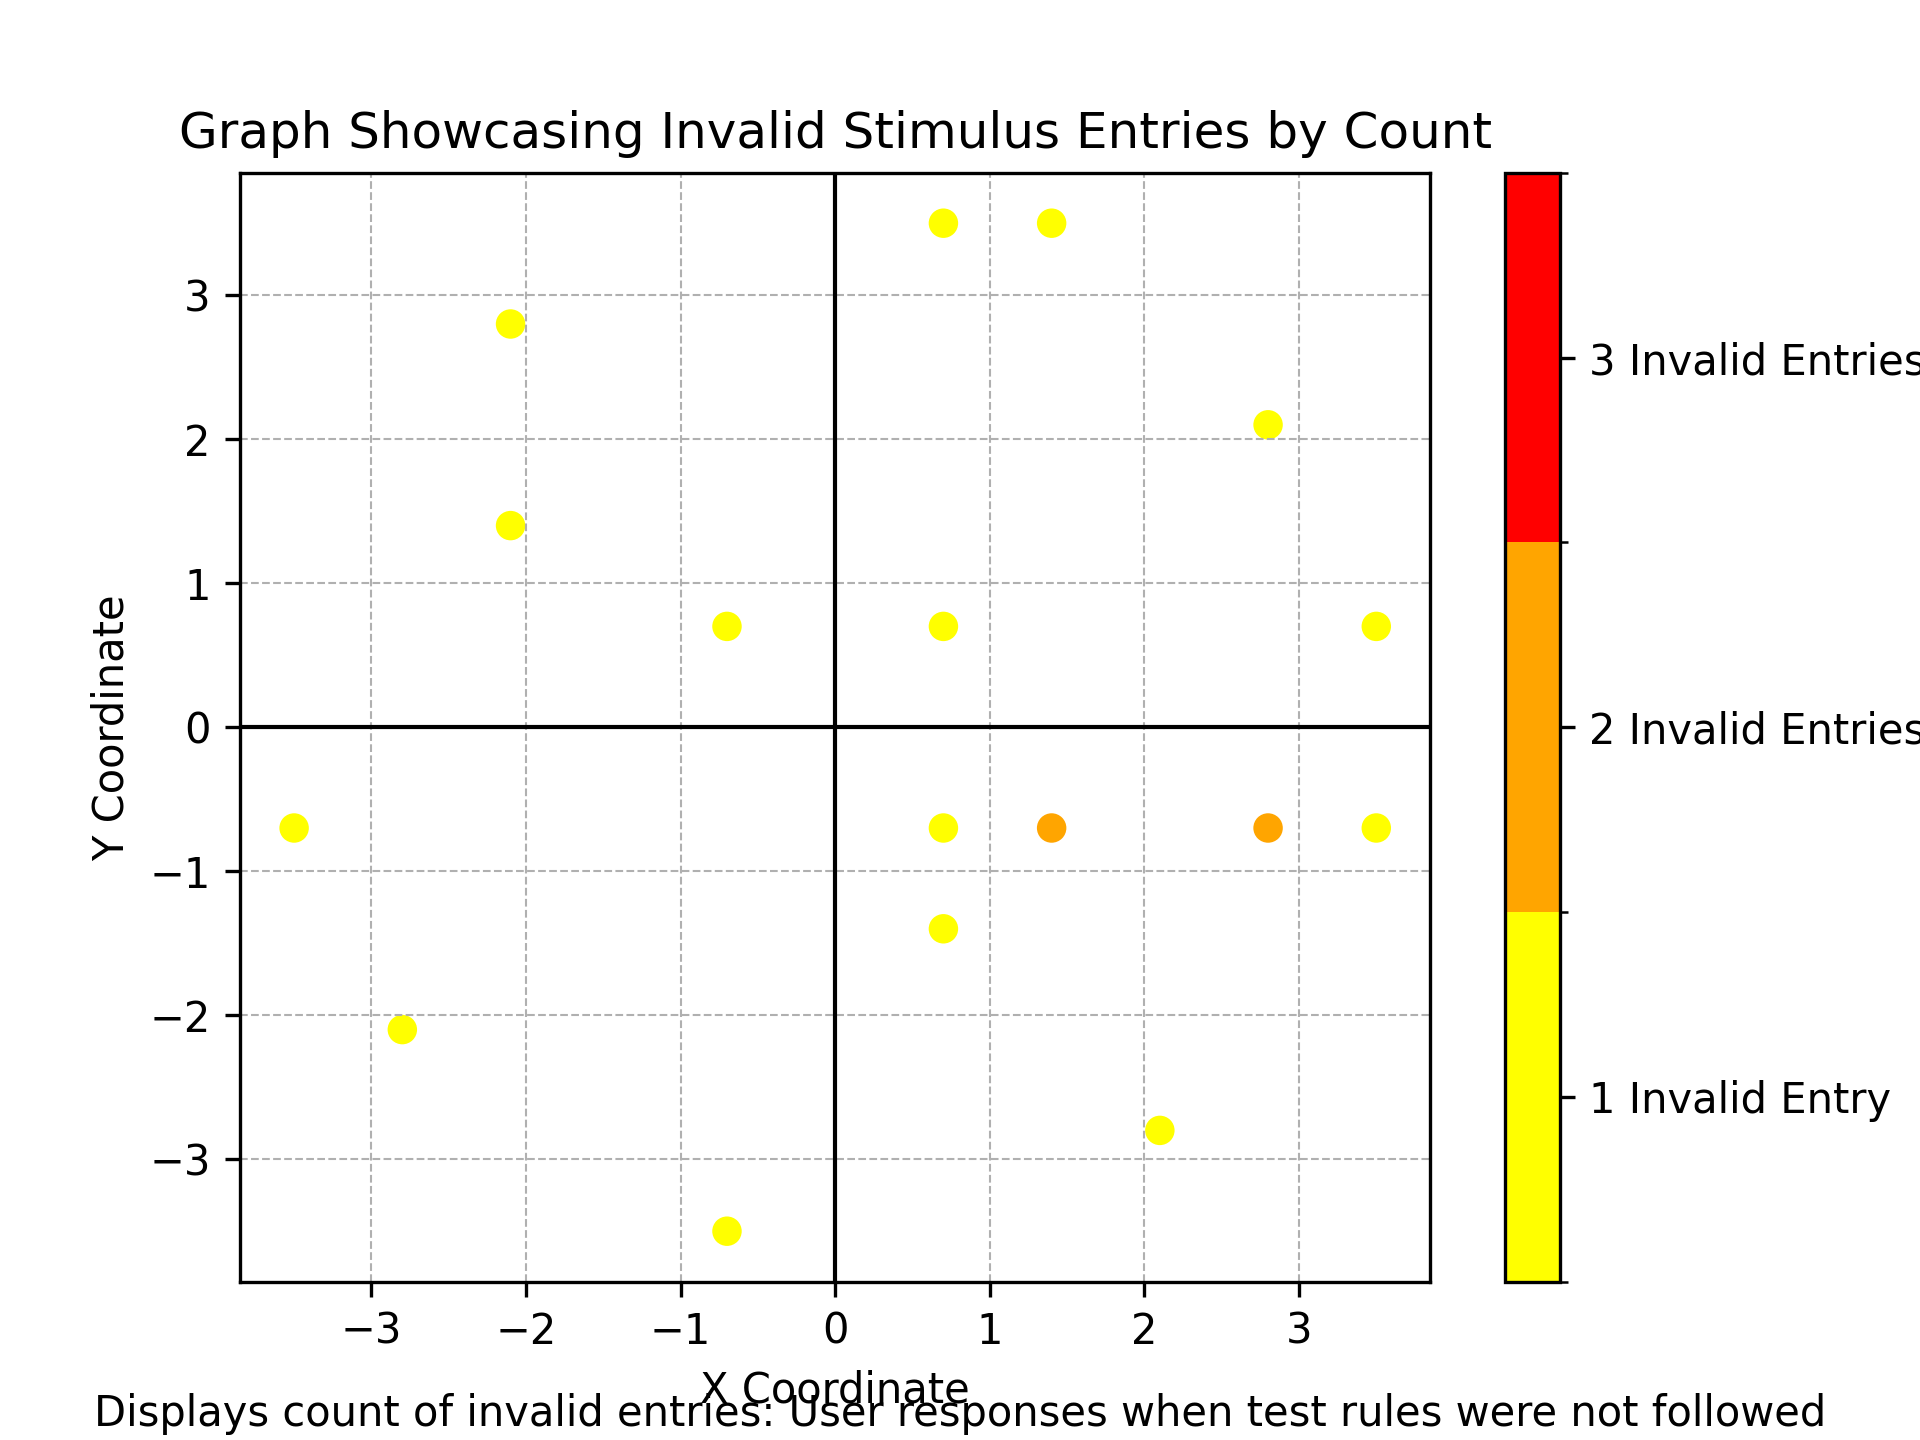 Graph Showcasing Invalid Stimulus Entries by Count
3
2
1
0
−1
−2
−3
Y Coordinate
−3
−2
−1
0
1
2
3
X Coordinate
3 Invalid Entries
2 Invalid Entries
1 Invalid Entry
Displays count of invalid entries: User responses when test rules were not followed